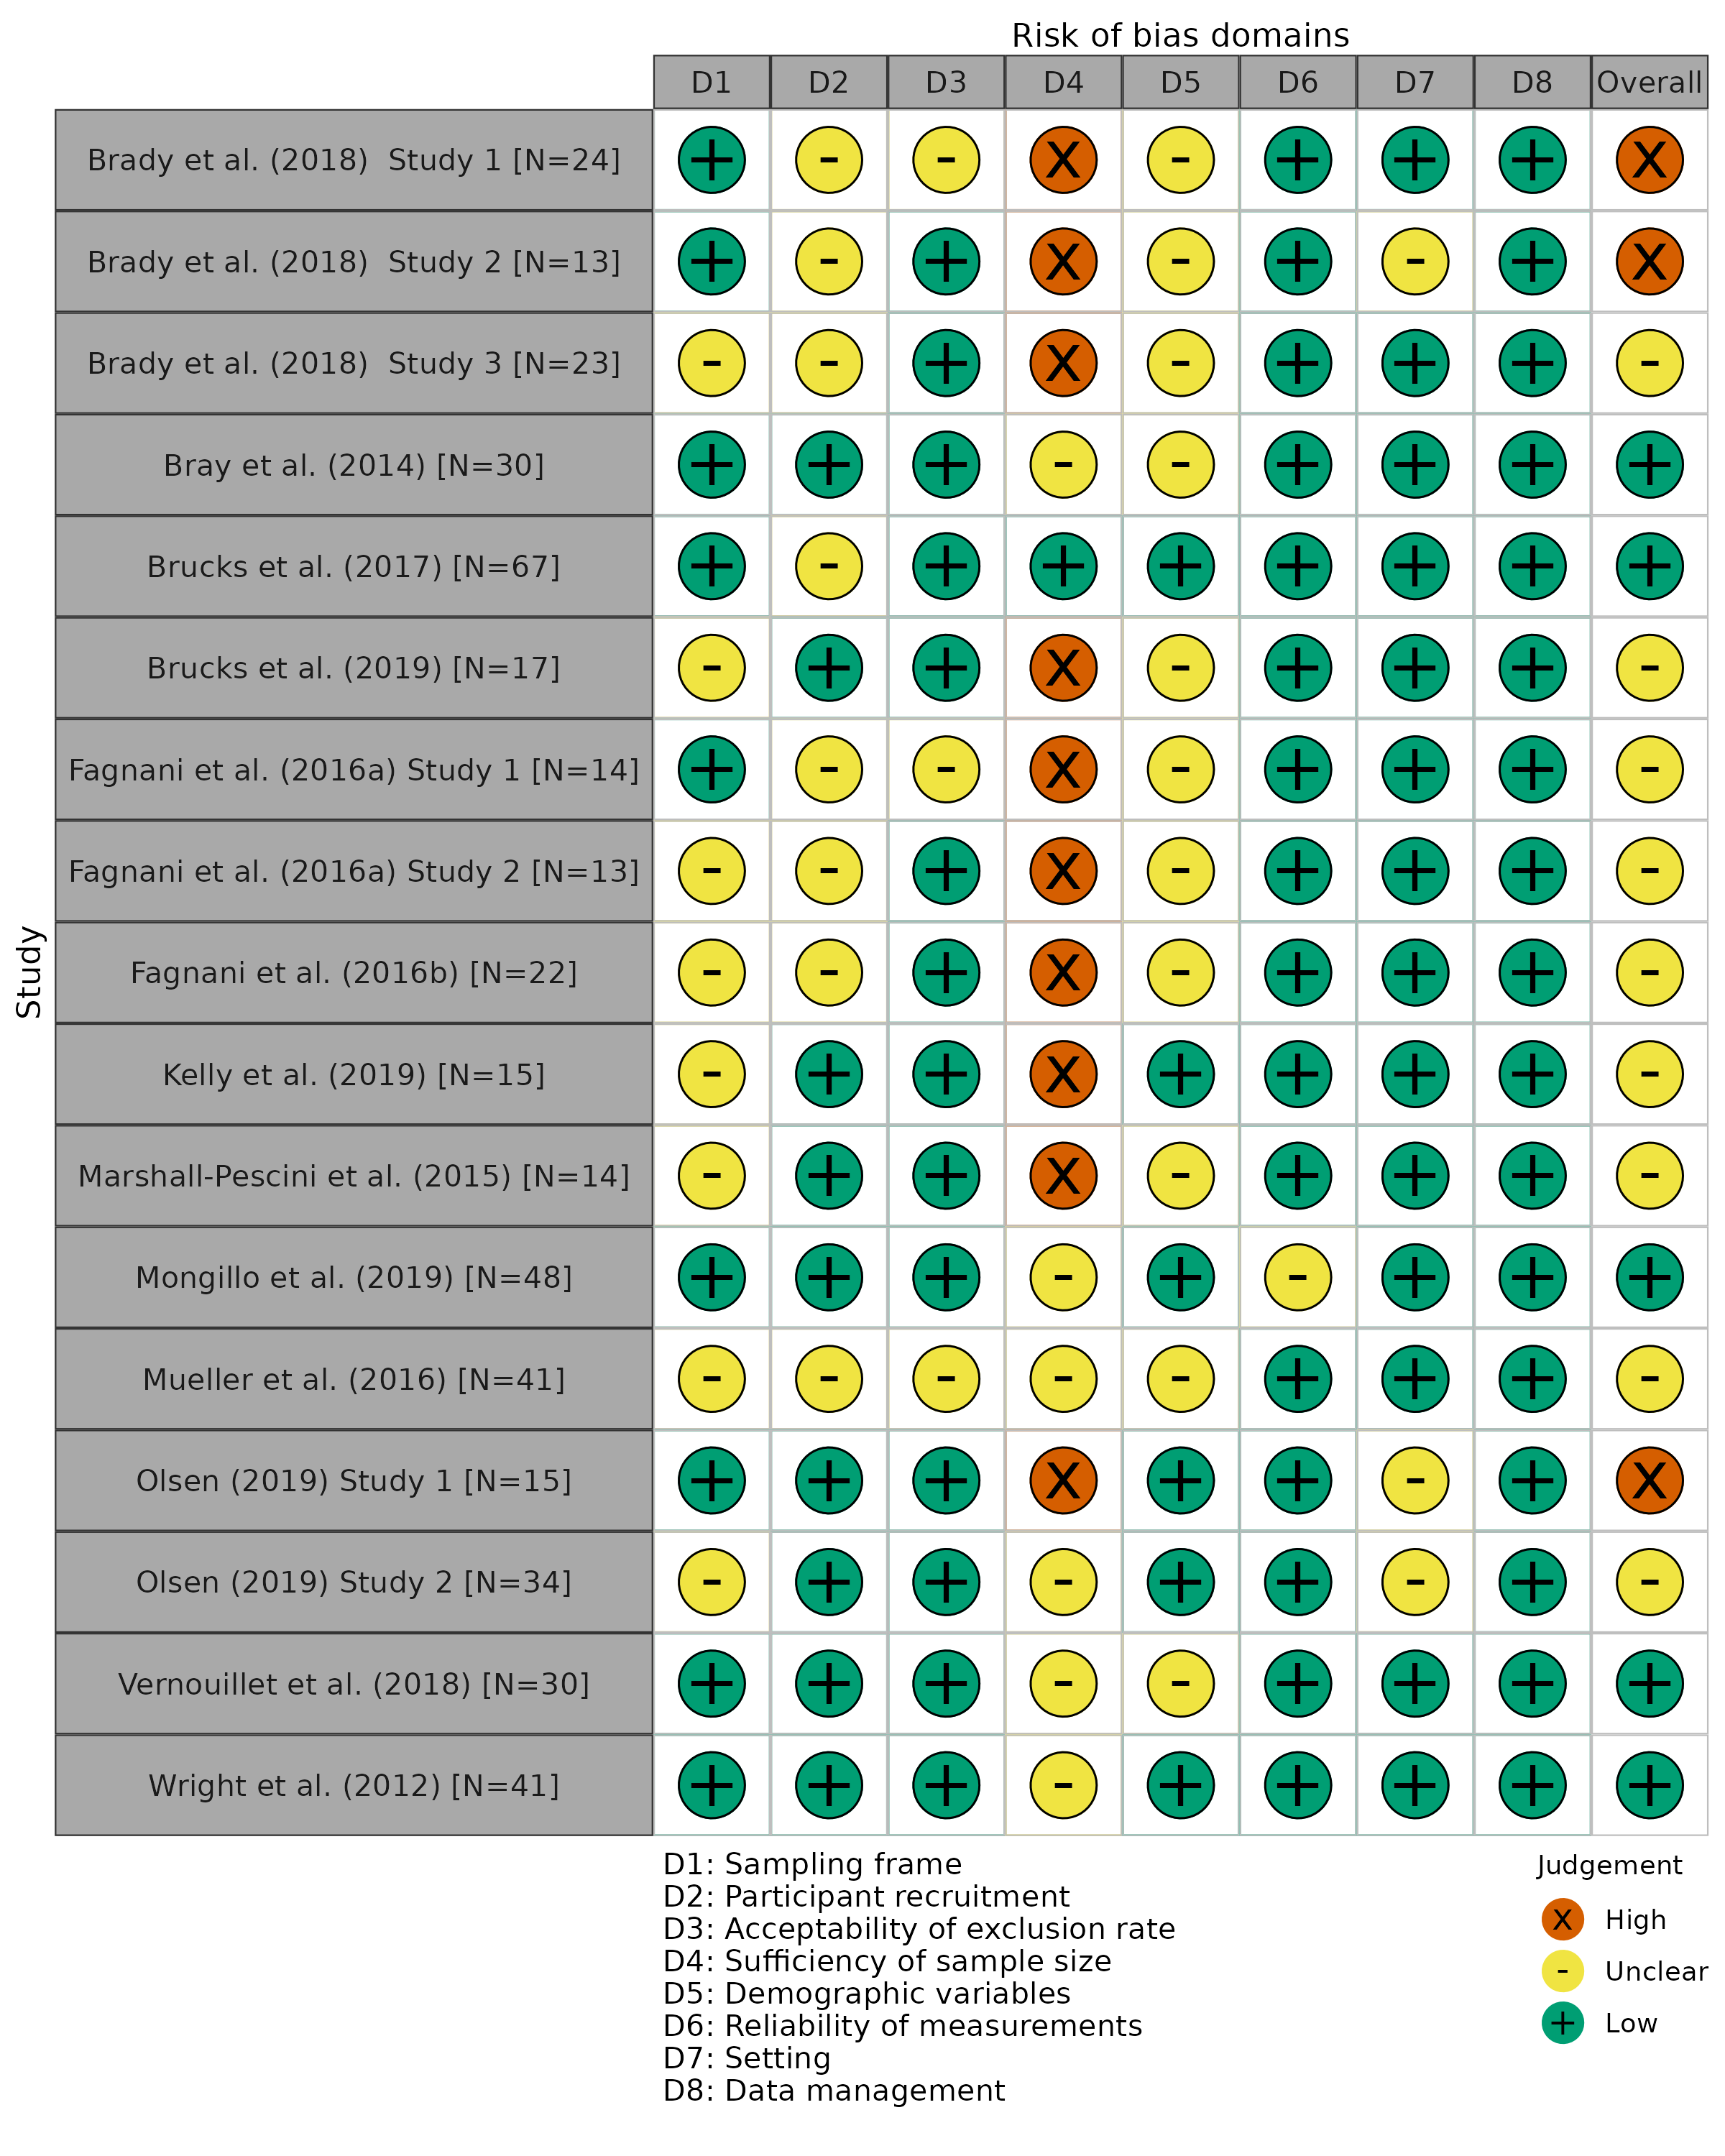 Risk of bias domains
D1 D2 D3 D4 D5 D6 D7 D8 Overall
Brady et al. (2018)  Study 1 [N=24] + - - X - + + + X
Brady et al. (2018)  Study 2 [N=13] + - + X - + - + X
Brady et al. (2018)  Study 3 [N=23] - - + X - + + + -
Bray et al. (2014) [N=30] + + + - - + + + +
Brucks et al. (2017) [N=67] + - + + + + + + +
Brucks et al. (2019) [N=17] - + + X - + + + -
Fagnani et al. (2016a) Study 1 [N=14] + - - X - + + + -
Fagnani et al. (2016a) Study 2 [N=13] - - + X - + + + -
Fagnani et al. (2016b) [N=22] - - + X - + + + -
Kelly et al. (2019) [N=15] - + + X + + + + -
Marshall-Pescini et al. (2015) [N=14] - + + X - + + + -
Mongillo et al. (2019) [N=48] + + + - + - + + +
Mueller et al. (2016) [N=41] - - - - - + + + -
Olsen (2019) Study 1 [N=15] + + + X + + - + X
Olsen (2019) Study 2 [N=34] - + + - + + - + -
Vernouillet et al. (2018) [N=30] + + + - - + + + +
Wright et al. (2012) [N=41] + + + - + + + + +
Study
D1: Sampling frame
D2: Participant recruitment
D3: Acceptability of exclusion rate
D4: Sufficiency of sample size
D5: Demographic variables
D6: Reliability of measurements
D7: Setting
D8: Data management
Judgement
X High
- Unclear
+ Low